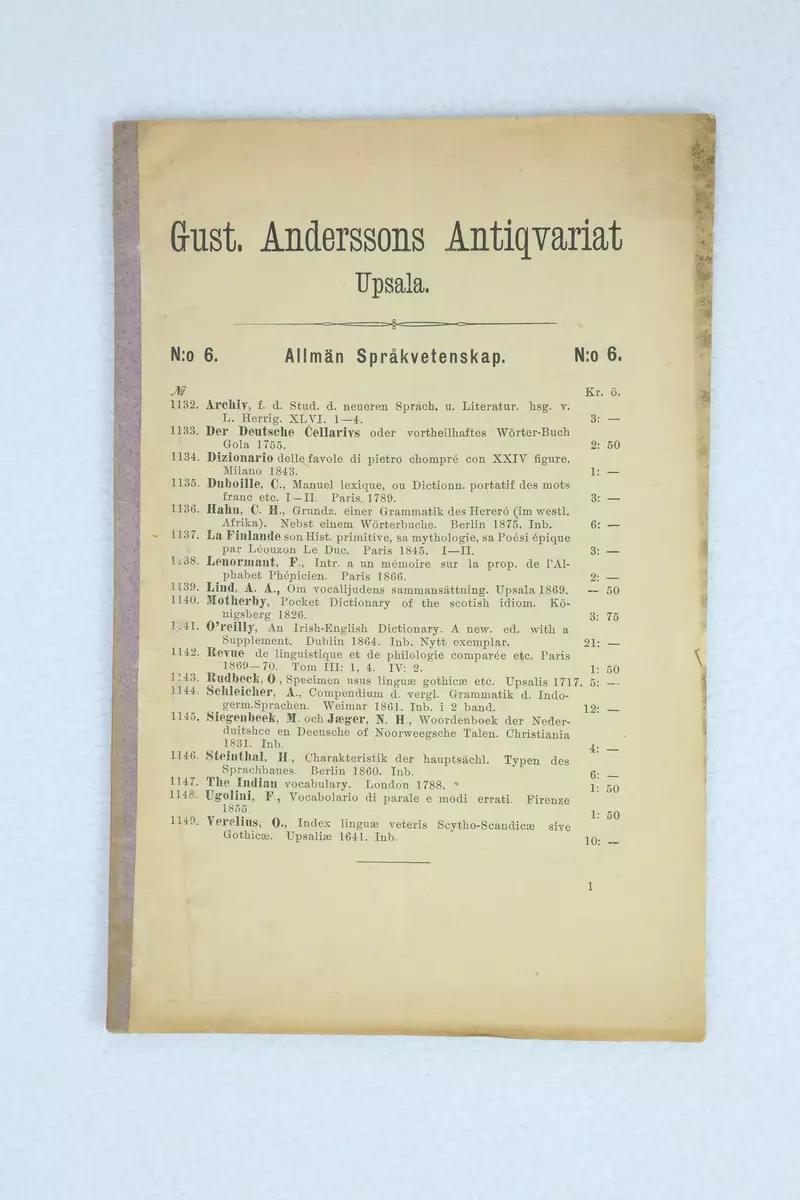 Gust. Anderssons Antiqvariat
Upsala.
N:o 6. Allmän Språkvetenskap. N:o 6.
№ Kr. ö.
1132. Archiv, f. d. Stud. d. neueren Sprach. u. Literatur. hsg. v.
L. Herrig. XLVI. 1—4. 3: —
1133. Der Deutsche Cellarivs oder vortheilhaftes Wörter-Buch
Gola 1755. 2: 50
1134. Dizionario delle favole di pietro chompré con XXIV figure.
Milano 1843. 1: —
1135. Duboille, C., Manuel lexique, ou Dictionn. portatif des mots
franc etc. I—II. Paris. 1789. 3: —
1136. Hahn, C. H., Grundz. einer Grammatik des Hereró (im westl.
Afrika). Nebst einem Wörterbuche. Berlin 1875. Inb. 6: —
1137. La Finlande son Hist. primitive, sa mythologie, sa Poési épique
par Léouzon Le Duc. Paris 1845. I—II. 3: —
1138. Lenormant, F., Intr. a un mémoire sur la prop. de l'Al-
phabet Phépicien. Paris 1866. 2: —
1139. Lind, A. A., Om vocalljudens sammansättning. Upsala 1869. — 50
1140. Motherby, Pocket Dictionary of the scotish idiom. Kö-
nigsberg 1826. 3: 75
1141. O'reilly, An Irish-English Dictionary. A new. ed. with a
Supplement. Dublin 1864. Inb. Nytt exemplar. 21: —
1142. Revue de linguistique et de philologie comparée etc. Paris
1869—70. Tom III: 1, 4. IV: 2. 1: 50
1143. Rudbeck, O, Specimen usus linguæ gothicæ etc. Upsalis 1717. 5: —
1144. Schleicher, A., Compendium d. vergl. Grammatik d. Indo-
germ.Sprachen. Weimar 1861. Inb. i 2 band. 12: —
1145. Siegenbeek, M. och Jæger, N. H., Woordenboek der Neder-
duitshce en Deensche of Noorweegsche Talen. Christiania
1831. Inb. 4: —
1146. Steinthal, H., Charakteristik der hauptsächl. Typen des
Sprachbaues. Berlin 1860. Inb. 6: —
1147. The Indian vocabulary. London 1788. 1: 50
1148. Ugolini, F., Vocabolario di parale e modi errati. Firenze
1855. 1: 50
1149. Verelius, O., Index linguæ veteris Scytho-Scandicæ sive
Gothicæ. Upsaliæ 1641. Inb. 10: —
1